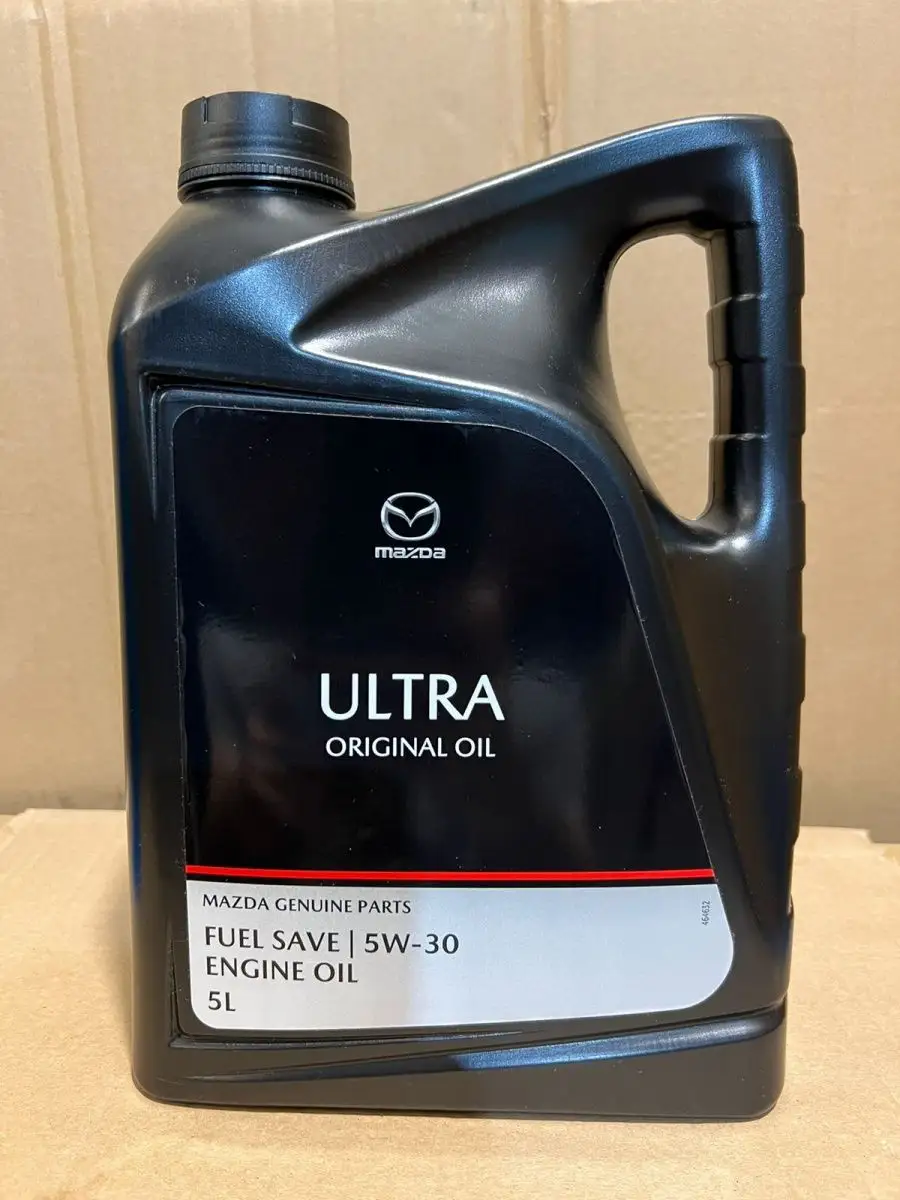 mazda
ULTRA
ORIGINAL OIL
MAZDA GENUINE PARTS
464632
FUEL SAVE | 5W-30
ENGINE OIL
5L